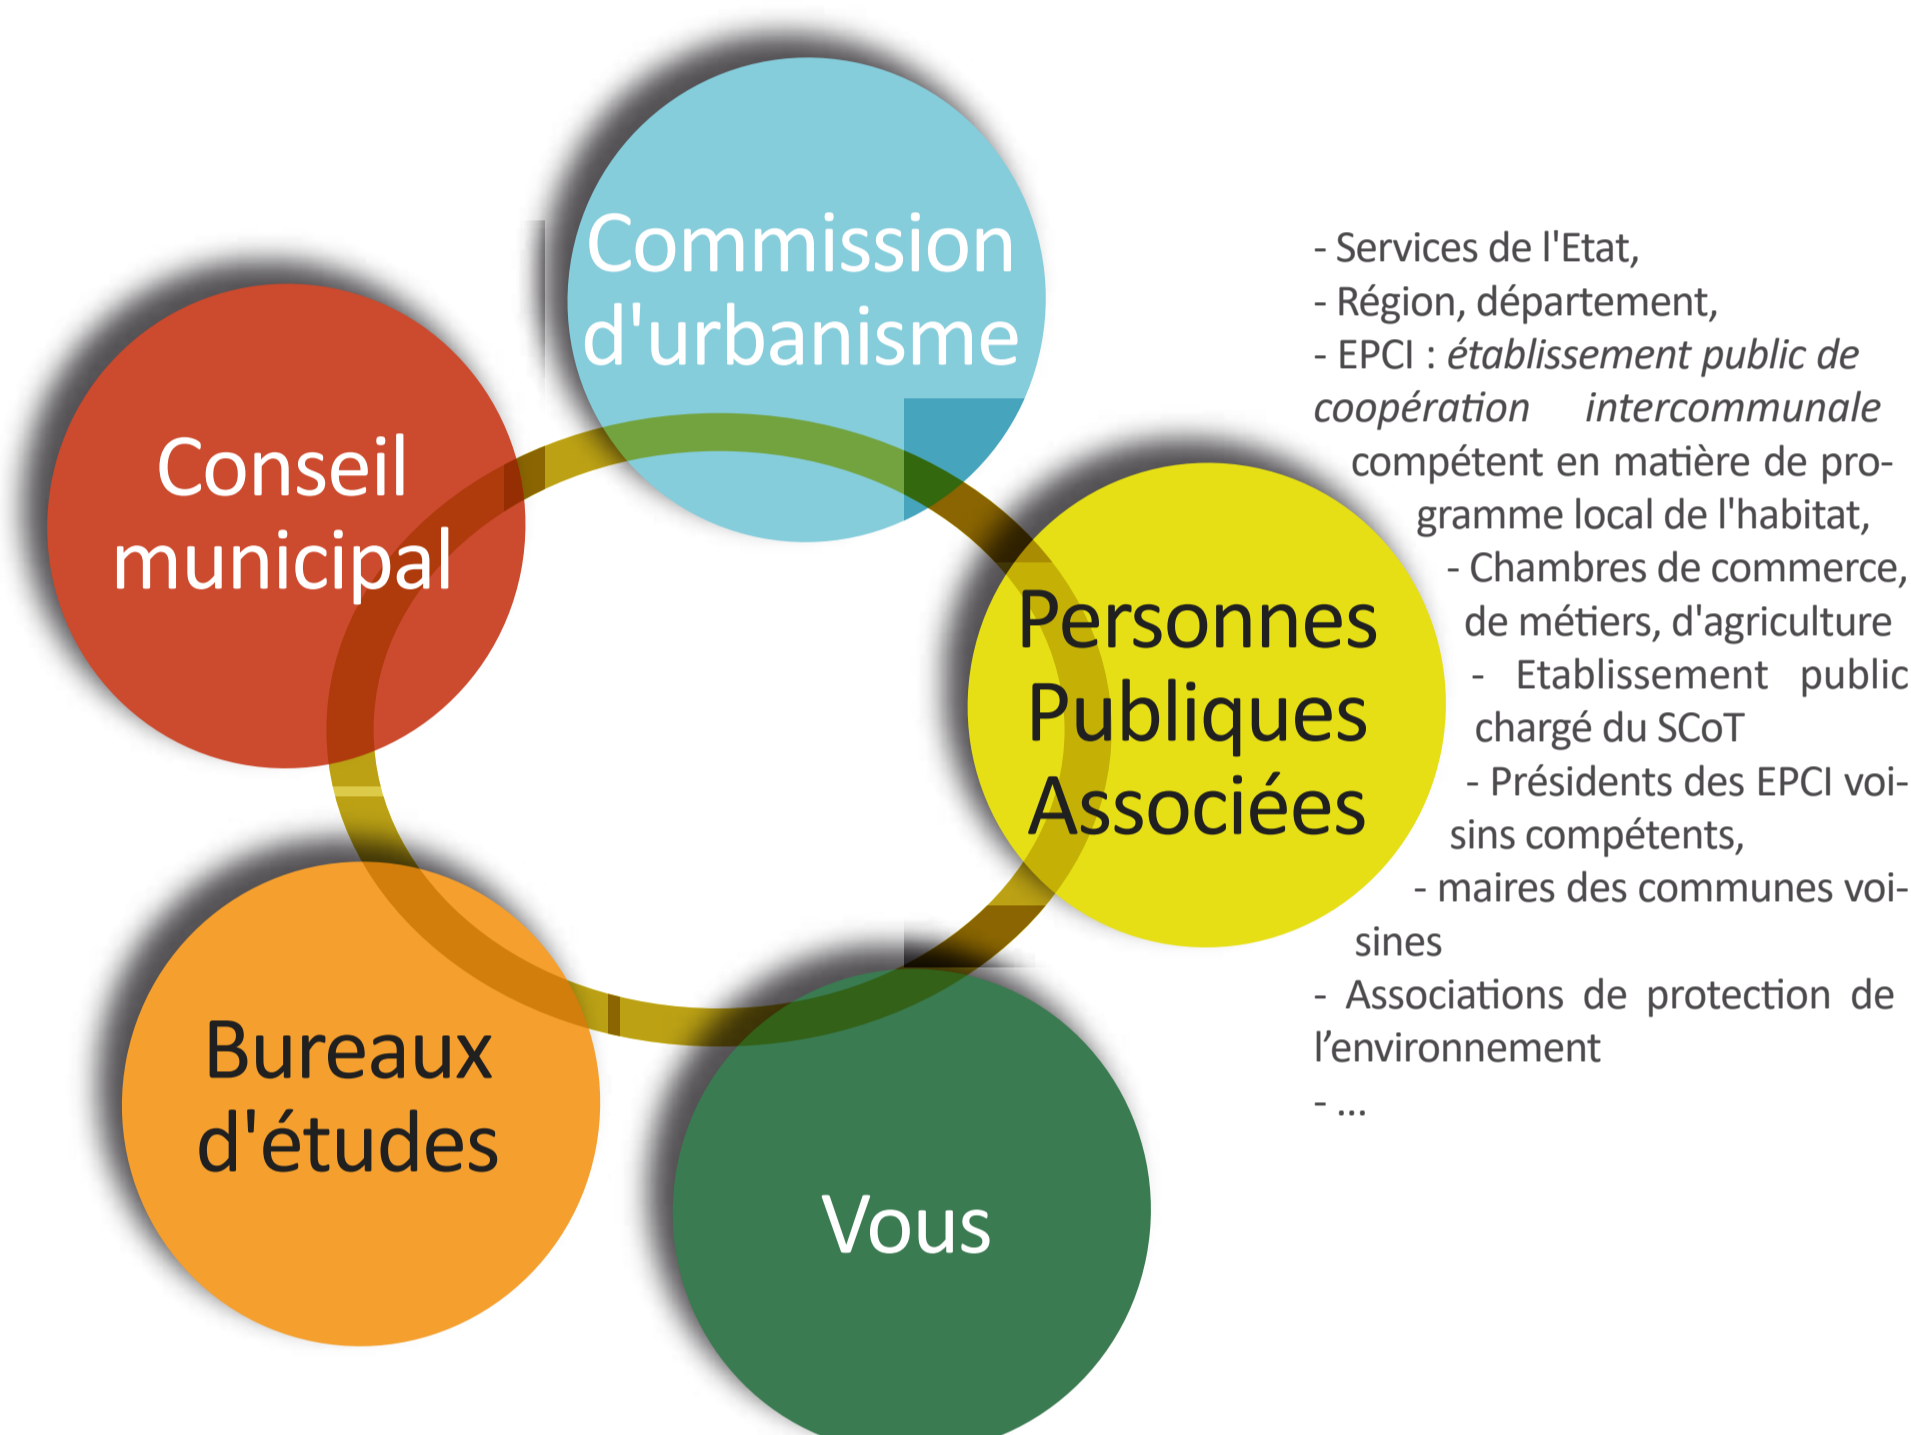 Commission
d'urbanisme
Conseil
municipal
Personnes
Publiques
Associées
Bureaux
d'études
Vous
- Services de l'Etat,
- Région, département,
- EPCI : établissement public de
coopération intercommunale
compétent en matière de pro-
gramme local de l'habitat,
- Chambres de commerce,
de métiers, d'agriculture
- Etablissement public
chargé du SCoT
- Présidents des EPCI voi-
sins compétents,
- maires des communes voi-
sines
- Associations de protection de
l’environnement
- ...